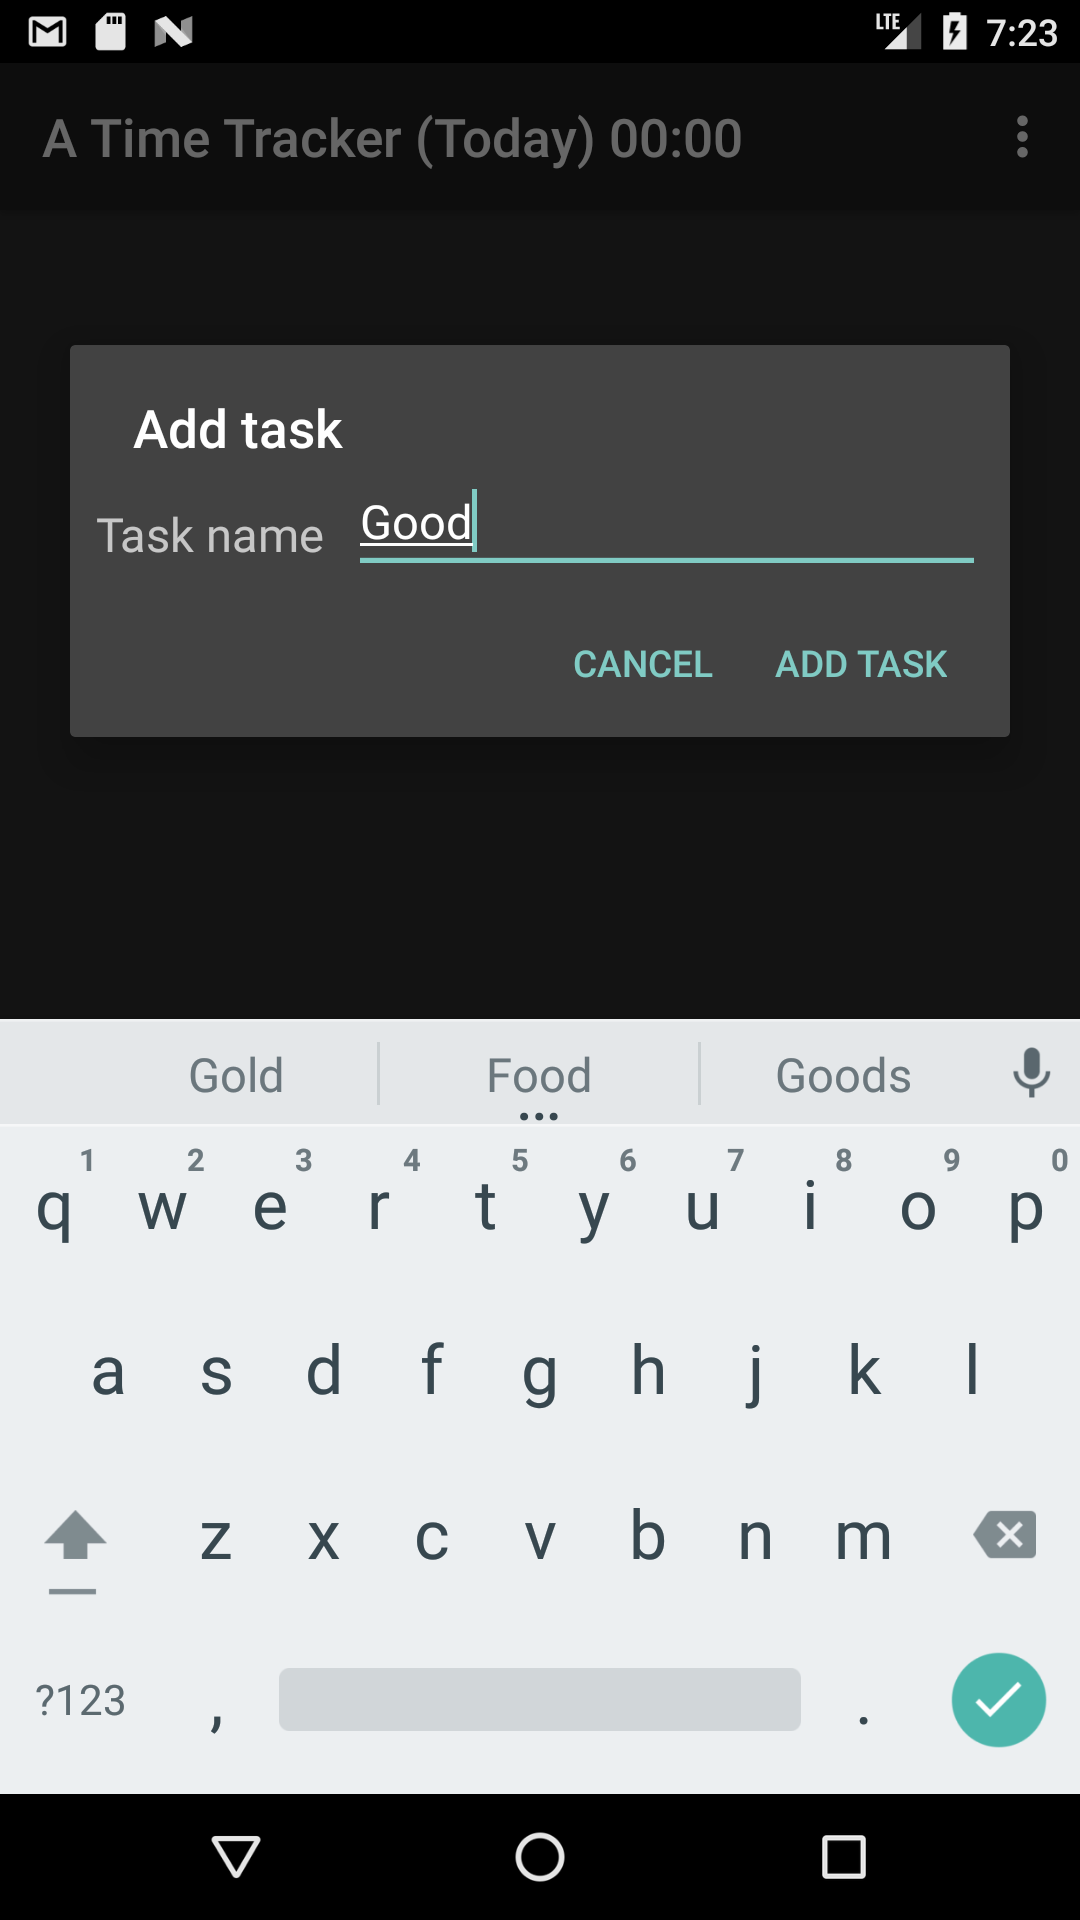 LTE 7:23
A Time Tracker (Today) 00:00
Add task
Task name Good
CANCEL ADD TASK
Gold Food Goods
1 2 3 4 5 6 7 8 9 0
q w e r t y u i o p
a s d f g h j k l
z x c v b n m
?123 , .